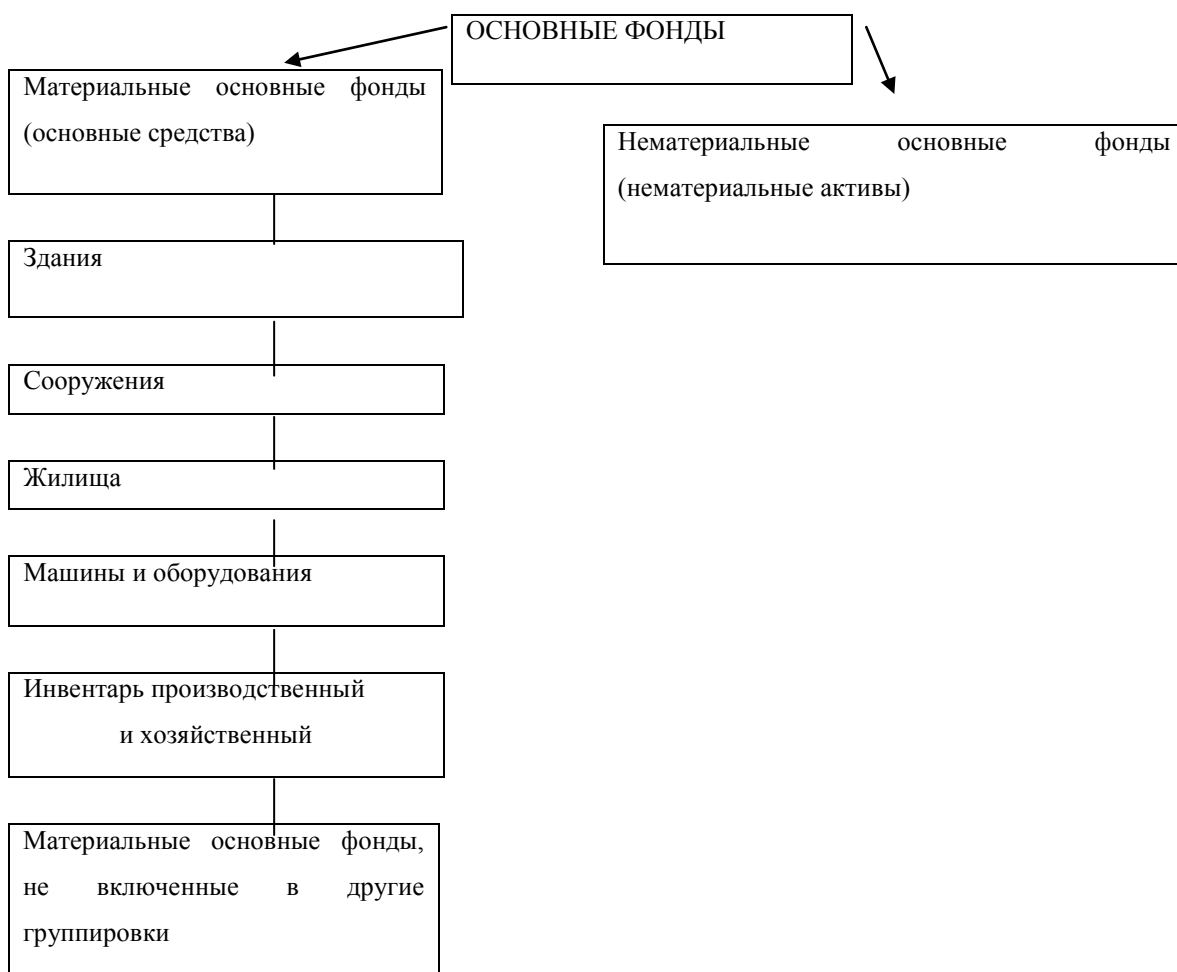 ОСНОВНЫЕ ФОНДЫ
Материальные основные фонды
(основные средства)
Нематериальные основные фонды
(нематериальные активы)
Здания
Сооружения
Жилища
Машины и оборудования
Инвентарь производственный
и хозяйственный
Материальные основные фонды,
не включенные в другие
группировки